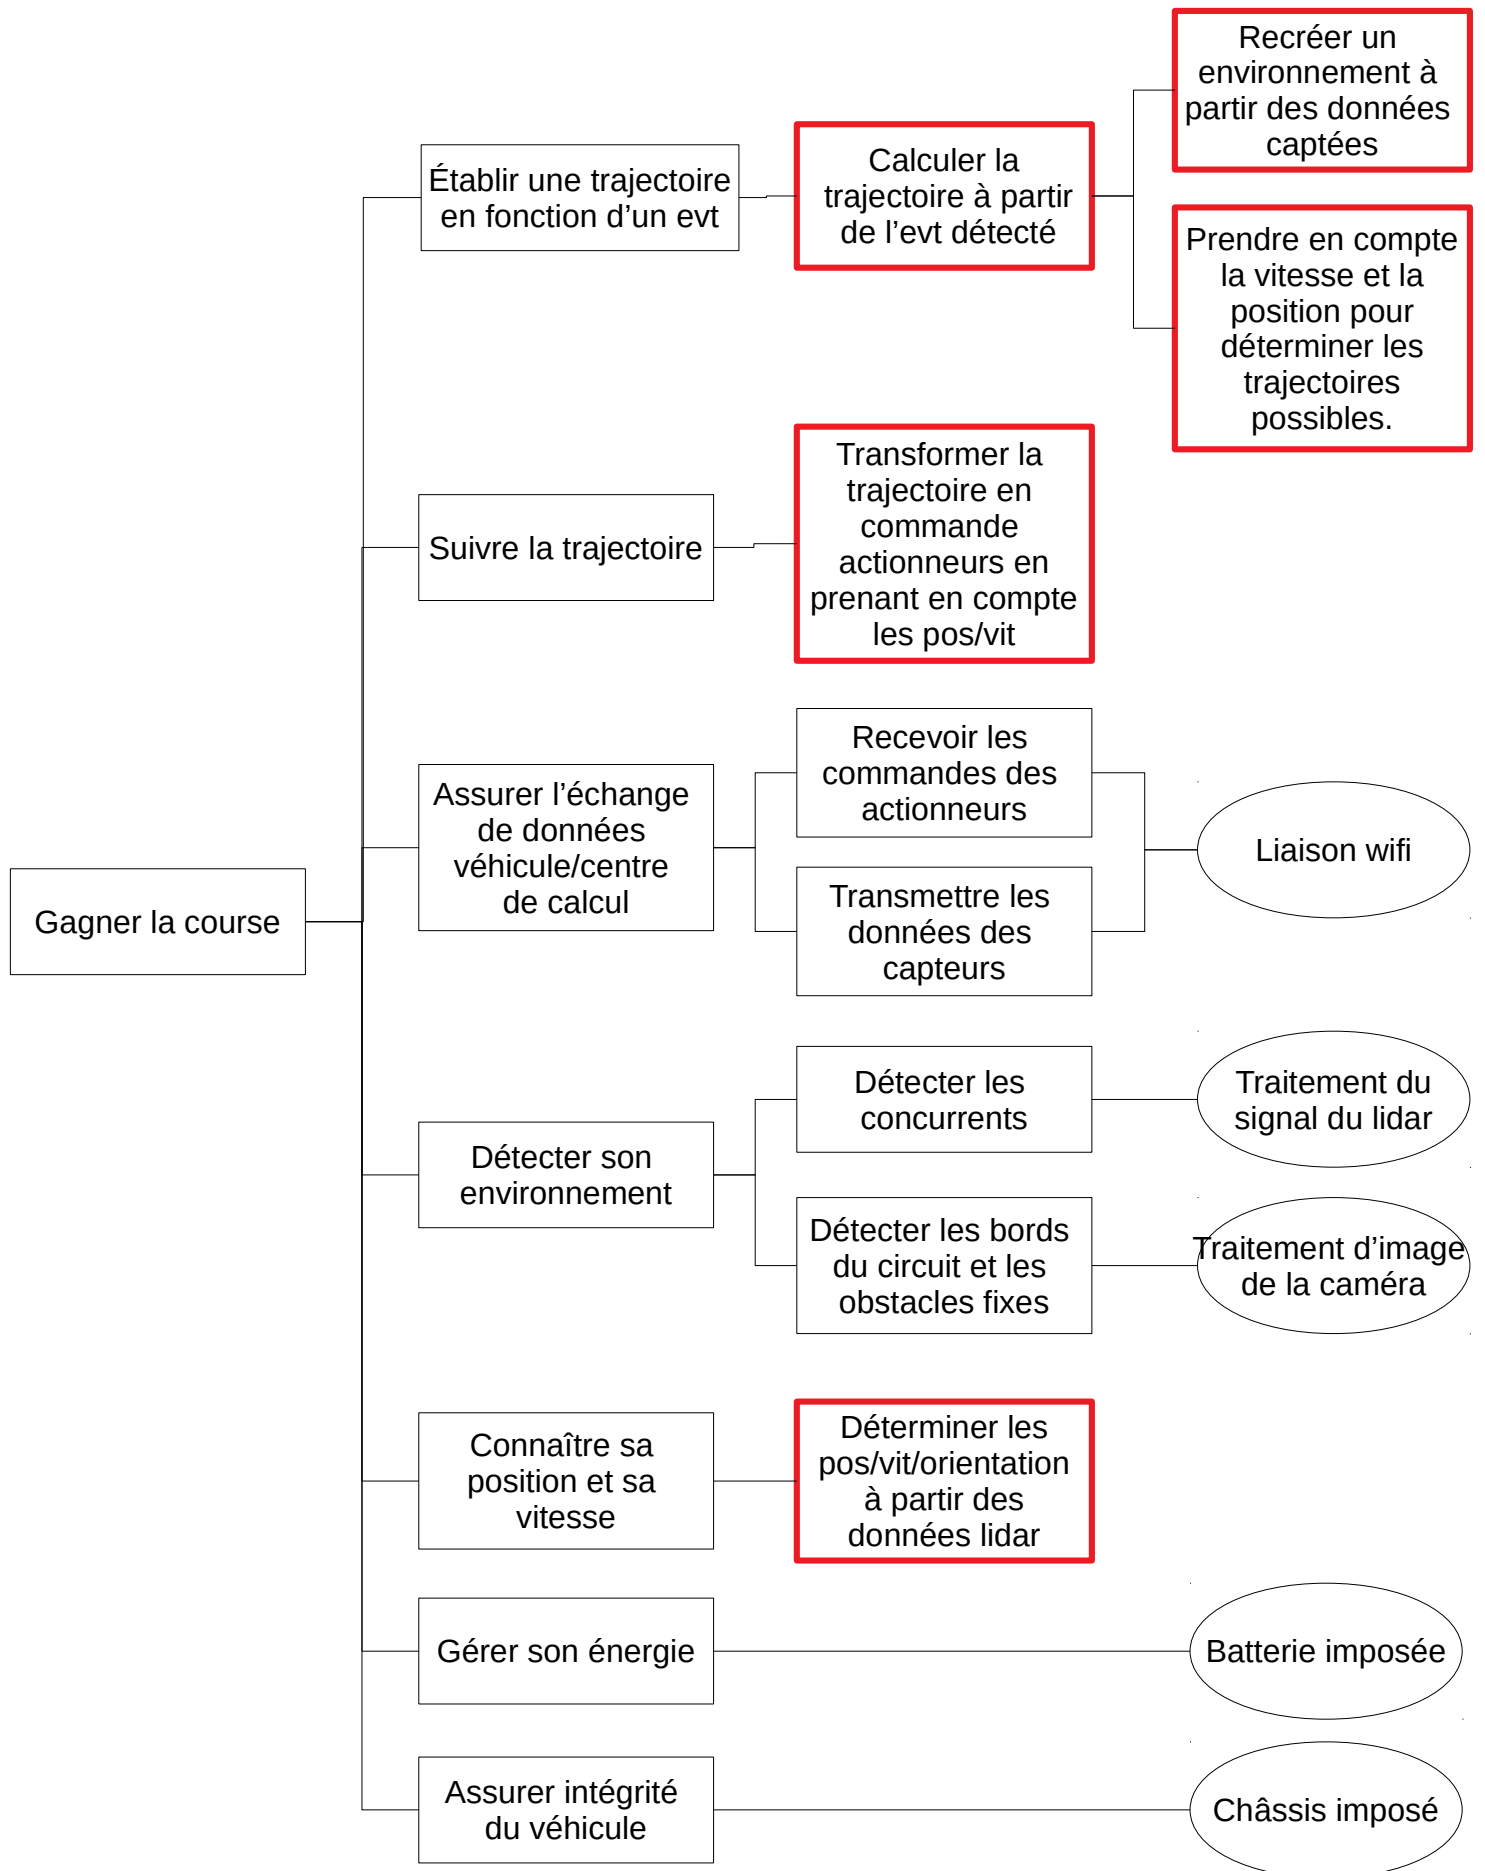 Recréer un
environnement à
partir des données
captées
Établir une trajectoire
en fonction d’un evt
Calculer la
trajectoire à partir
de l’evt détecté
Prendre en compte
la vitesse et la
position pour
déterminer les
trajectoires
possibles.
Suivre la trajectoire
Transformer la
trajectoire en
commande
actionneurs en
prenant en compte
les pos/vit
Assurer l’échange
de données
véhicule/centre
de calcul
Recevoir les
commandes des
actionneurs
Transmettre les
données des
capteurs
Liaison wifi
Gagner la course
Détecter son
environnement
Détecter les
concurrents
Traitement du
signal du lidar
Détecter les bords
du circuit et les
obstacles fixes
Traitement d’image
de la caméra
Connaître sa
position et sa
vitesse
Déterminer les
pos/vit/orientation
à partir des
données lidar
Gérer son énergie
Batterie imposée
Assurer intégrité
du véhicule
Châssis imposé